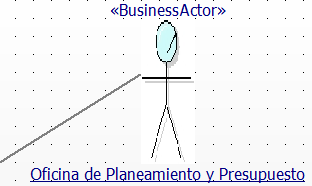 «BusinessActor»
Oficina de Planeamiento y Presupuesto